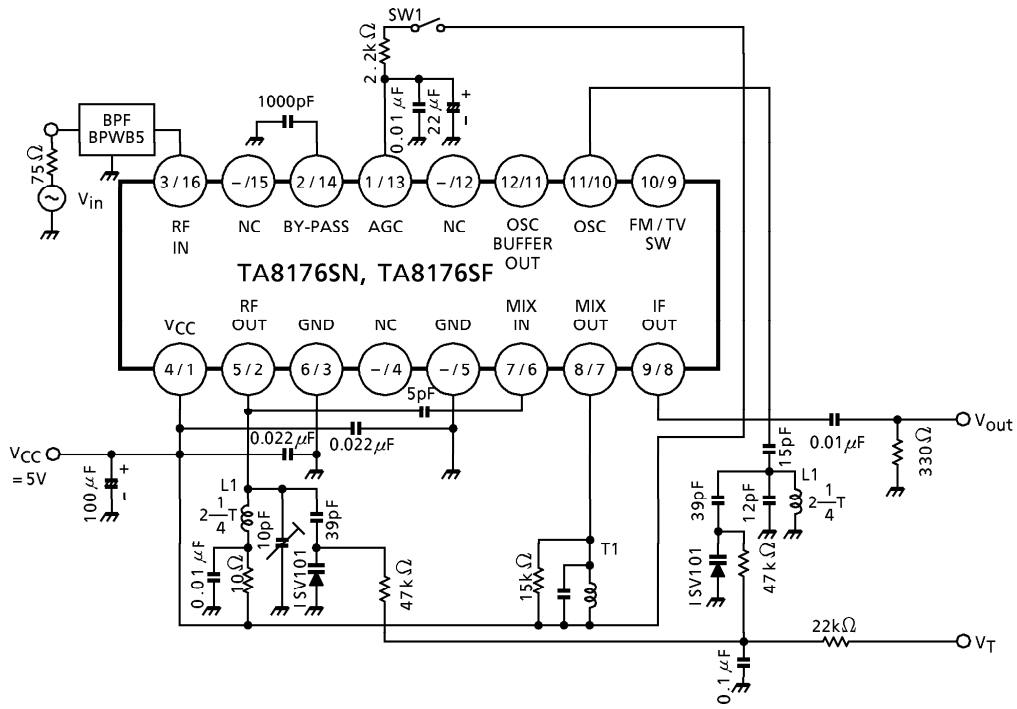 SW1
2.2kΩ
0.01μF
22μF
+
-
1000pF
BPF
BPWB5
75Ω
Vin
3/16
-/15
2/14
1/13
-/12
12/11
11/10
10/9
RF
IN
NC
BY-PASS
AGC
NC
OSC
BUFFER
OUT
OSC
FM/TV
SW
TA8176SN, TA8176SF
VCC
RF
OUT
GND
NC
GND
MIX
IN
MIX
OUT
IF
OUT
4/1
5/2
6/3
-/4
-/5
7/6
8/7
9/8
5pF
0.022μF
0.022μF
VCC
=5V
100μF
+
-
0.01μF
Vout
330Ω
15pF
L1
2 1/4 T
10pF
39pF
0.01μF
10Ω
ISV101
47kΩ
15kΩ
T1
39pF
12pF
L1
2 1/4 T
ISV101
47kΩ
22kΩ
VT
0.1μF